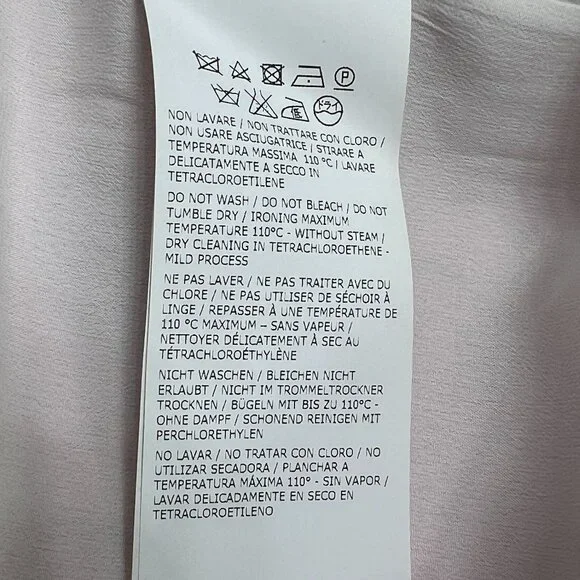 P
ドライ
NON LAVARE / NON TRATTARE CON CLORO /
NON USARE ASCIUGATRICE / STIRARE A
TEMPERATURA MASSIMA 110 °C / LAVARE
DELICATAMENTE A SECCO IN
TETRACLOROETILENE
DO NOT WASH / DO NOT BLEACH / DO NOT
TUMBLE DRY / IRONING MAXIMUM
TEMPERATURE 110°C - WITHOUT STEAM /
DRY CLEANING IN TETRACHLOROETHENE -
MILD PROCESS
NE PAS LAVER / NE PAS TRAITER AVEC DU
CHLORE / NE PAS UTILISER DE SÉCHOIR À
LINGE / REPASSER À UNE TEMPÉRATURE DE
110 °C MAXIMUM – SANS VAPEUR /
NETTOYER DÉLICATEMENT À SEC AU
TÉTRACHLOROÉTHYLÈNE
NICHT WASCHEN / BLEICHEN NICHT
ERLAUBT / NICHT IM TROMMELTROCKNER
TROCKNEN / BÜGELN MIT BIS ZU 110°C -
OHNE DAMPF / SCHONEND REINIGEN MIT
PERCHLORETHYLEN
NO LAVAR / NO TRATAR CON CLORO / NO
UTILIZAR SECADORA / PLANCHAR A
TEMPERATURA MÁXIMA 110° - SIN VAPOR /
LAVAR DELICADAMENTE EN SECO EN
TETRACLOROETILENO